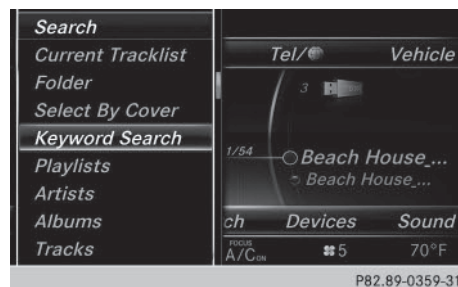 Search
Current Tracklist
Folder
Select By Cover
Keyword Search
Playlists
Artists
Albums
Tracks
Tel/ Vehicle
3
1/54
Beach House_...
Beach House_...
ch Devices Sound
FOCUS
A/C ON 5 70°F
P82.89-0359-31